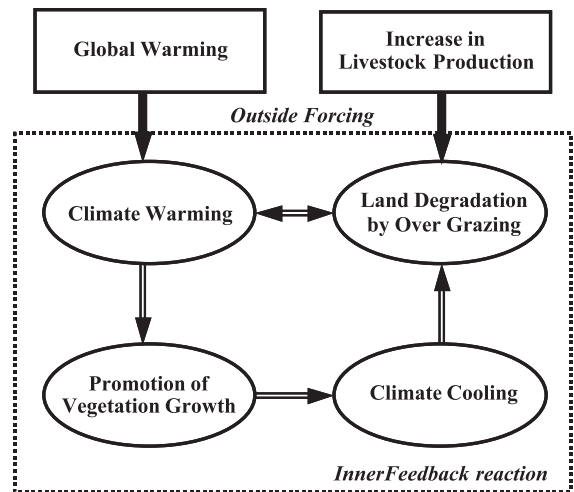 Global Warming
Increase in
Livestock Production
Outside Forcing
Climate Warming
Land Degradation
by Over Grazing
Promotion of
Vegetation Growth
Climate Cooling
InnerFeedback reaction